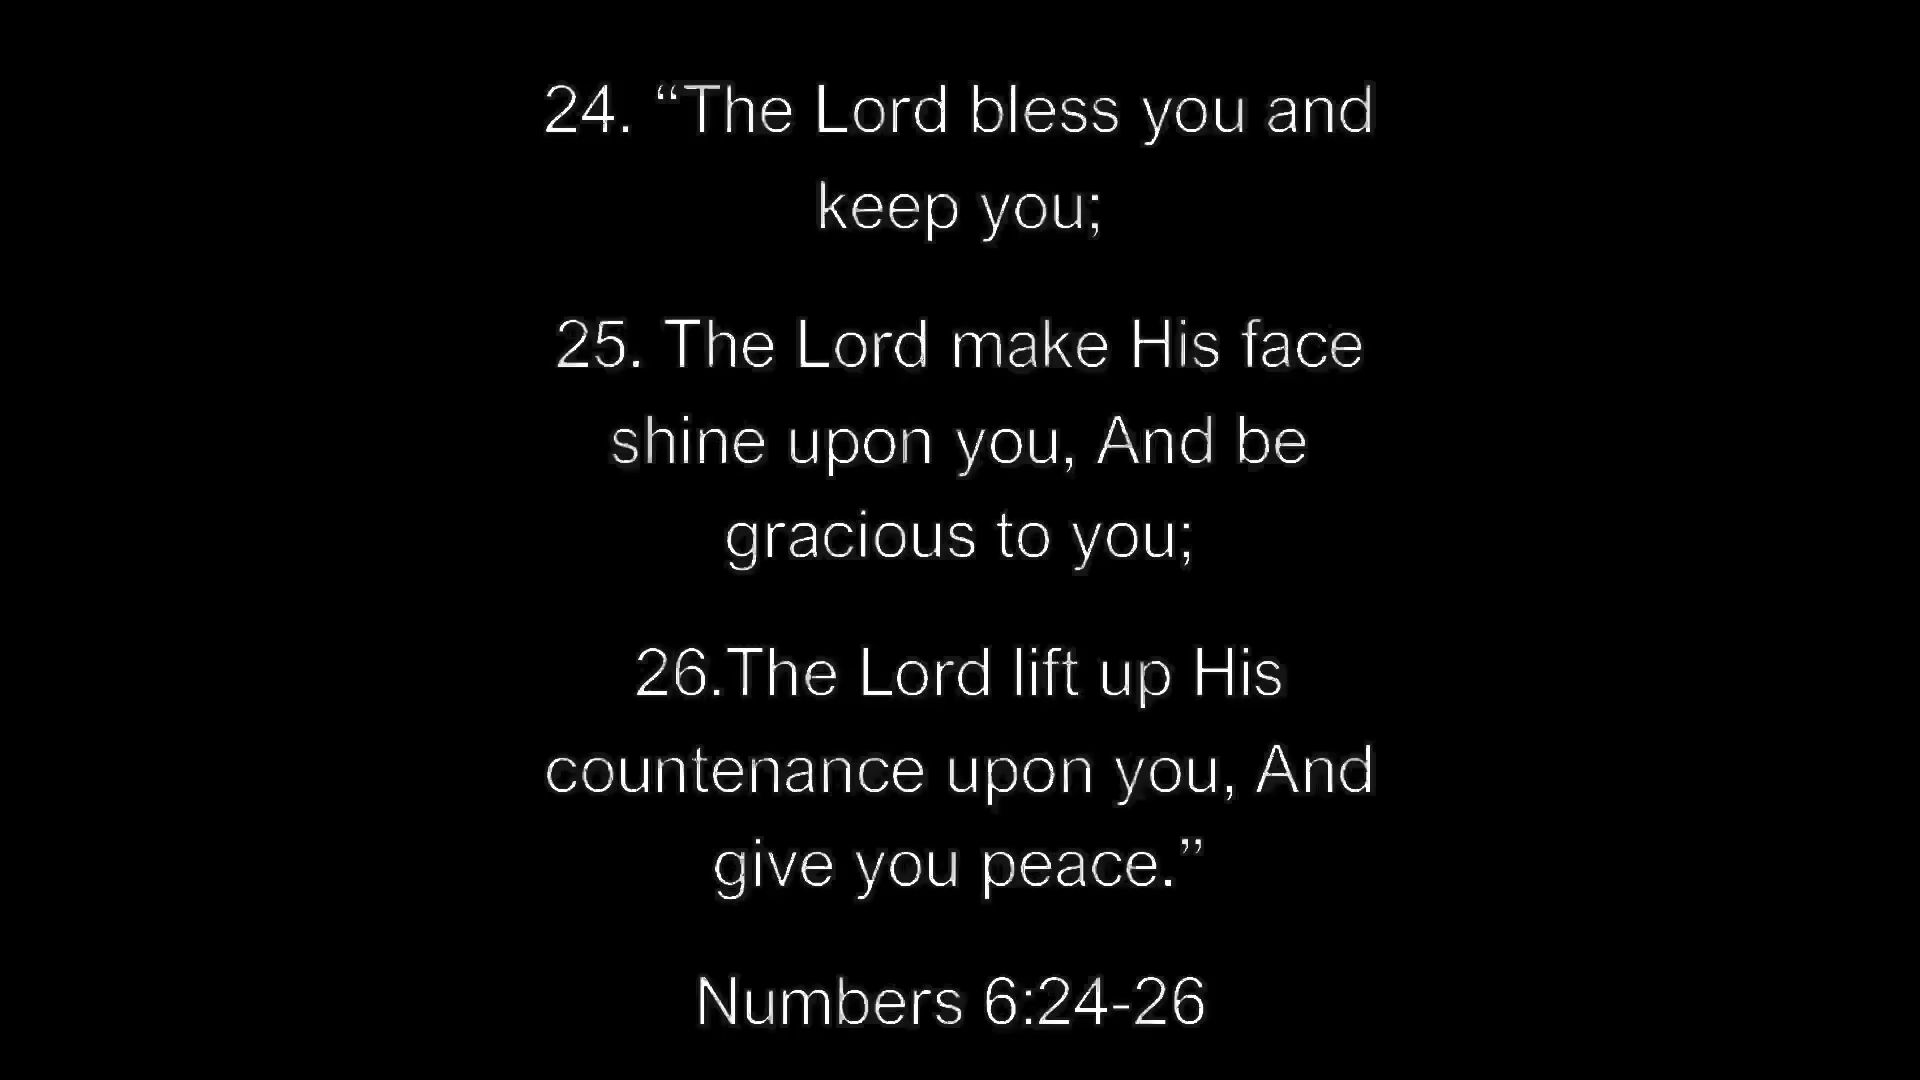 24. “The Lord bless you and
keep you;
25. The Lord make His face
shine upon you, And be
gracious to you;
26.The Lord lift up His
countenance upon you, And
give you peace.”
Numbers 6:24-26